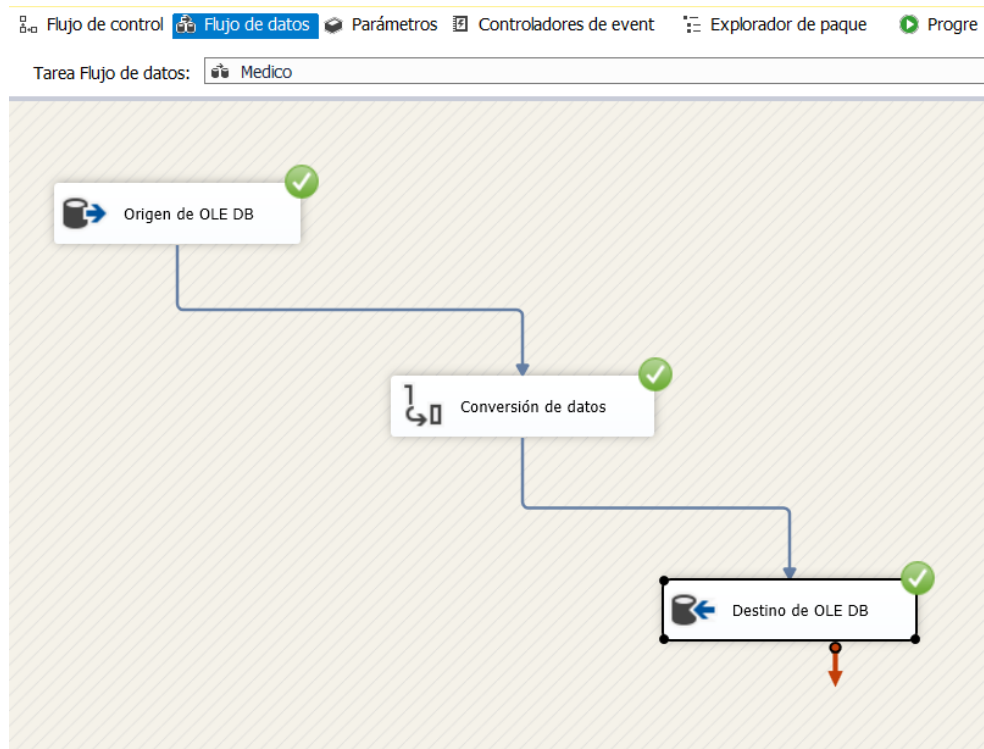 Flujo de control Flujo de datos Parámetros Controladores de event Explorador de paque Progre
Tarea Flujo de datos: Medico
Origen de OLE DB
Conversión de datos
Destino de OLE DB